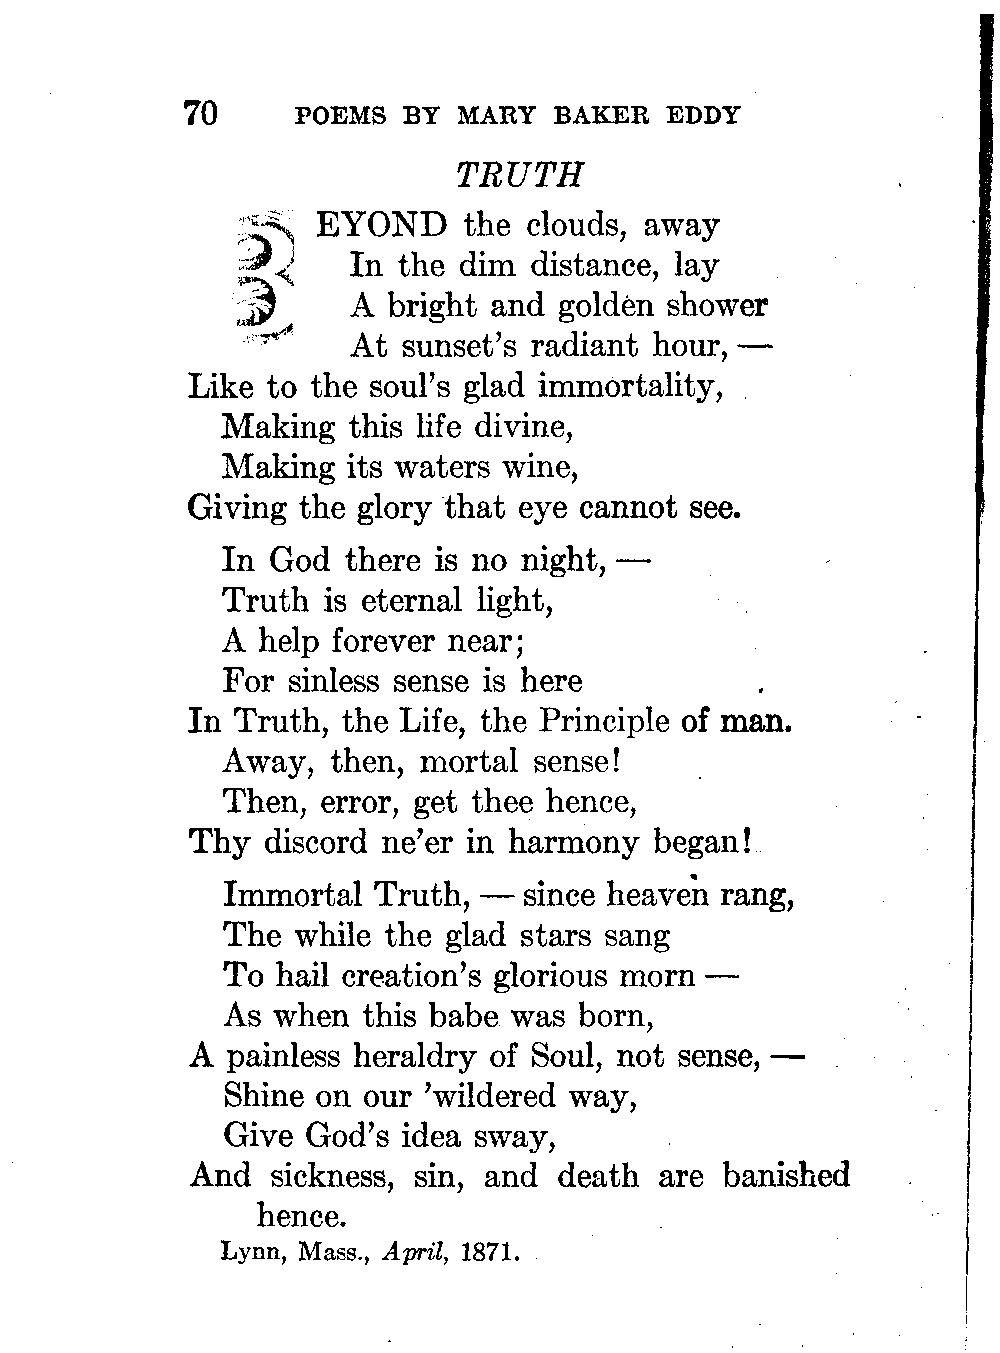 70 POEMS BY MARY BAKER EDDY
TRUTH
BEYOND the clouds, away
In the dim distance, lay
A bright and golden shower
At sunset's radiant hour, —
Like to the soul's glad immortality,
Making this life divine,
Making its waters wine,
Giving the glory that eye cannot see.
In God there is no night, —
Truth is eternal light,
A help forever near;
For sinless sense is here
In Truth, the Life, the Principle of man.
Away, then, mortal sense!
Then, error, get thee hence,
Thy discord ne'er in harmony began!
Immortal Truth, — since heaven rang,
The while the glad stars sang
To hail creation's glorious morn —
As when this babe was born,
A painless heraldry of Soul, not sense, —
Shine on our 'wildered way,
Give God's idea sway,
And sickness, sin, and death are banished
hence.
Lynn, Mass., April, 1871.